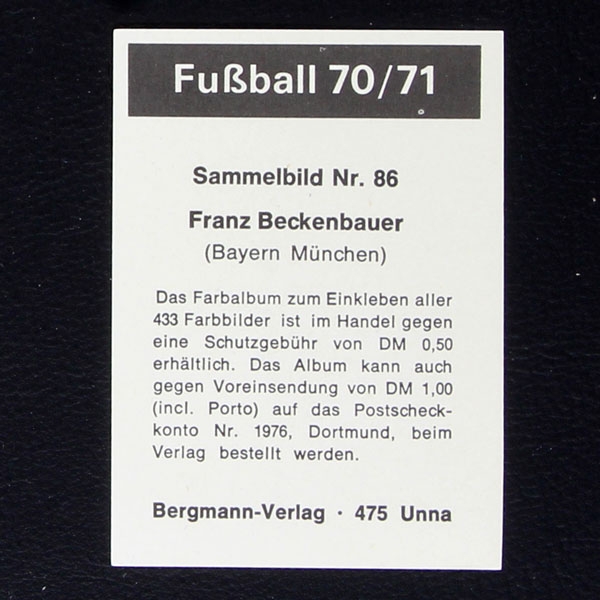 Fußball 70/71
Sammelbild Nr. 86
Franz Beckenbauer
(Bayern München)
Das Farbalbum zum Einkleben aller
433 Farbbilder ist im Handel gegen
eine Schutzgebühr von DM 0,50
erhältlich. Das Album kann auch
gegen Voreinsendung von DM 1,00
(incl. Porto) auf das Postscheck-
konto Nr. 1976, Dortmund, beim
Verlag bestellt werden.
Bergmann-Verlag · 475 Unna